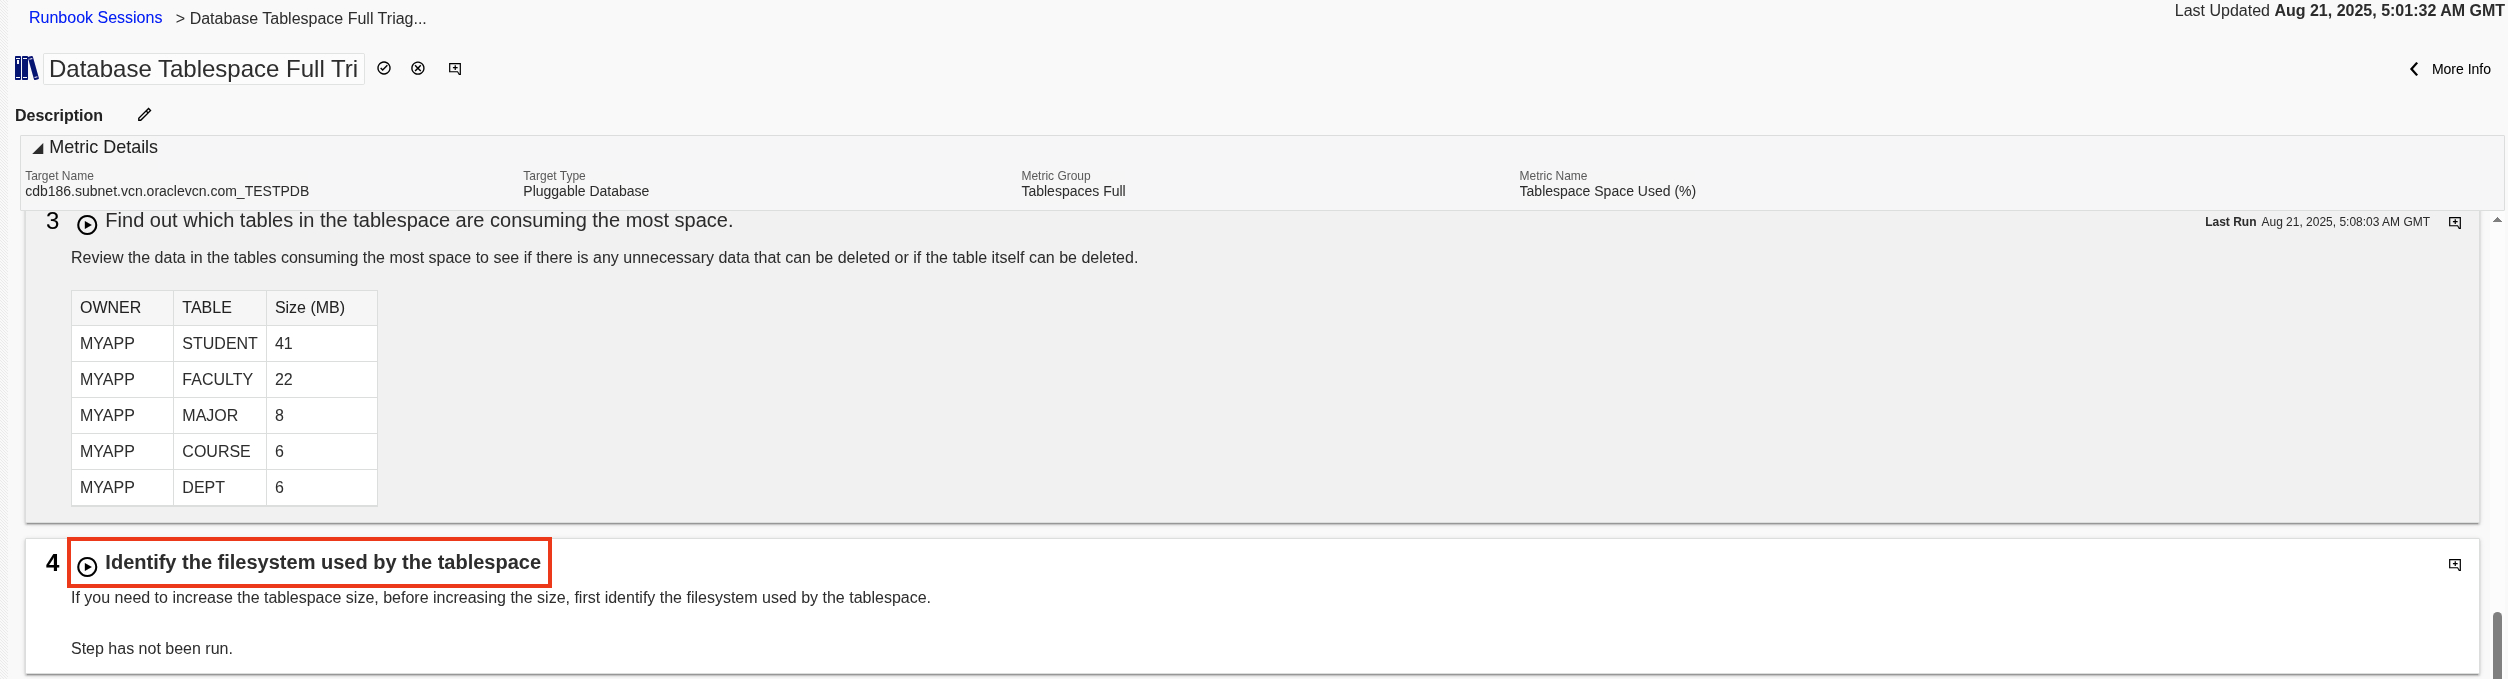 Runbook Sessions > Database Tablespace Full Triag...
Last Updated Aug 21, 2025, 5:01:32 AM GMT
Database Tablespace Full Tri
More Info
Description
Metric Details
Target Name Target Type Metric Group Metric Name
cdb186.subnet.vcn.oraclevcn.com_TESTPDB Pluggable Database Tablespaces Full Tablespace Space Used (%)
3 Find out which tables in the tablespace are consuming the most space.
Last Run Aug 21, 2025, 5:08:03 AM GMT
Review the data in the tables consuming the most space to see if there is any unnecessary data that can be deleted or if the table itself can be deleted.
OWNER TABLE Size (MB)
MYAPP STUDENT 41
MYAPP FACULTY 22
MYAPP MAJOR 8
MYAPP COURSE 6
MYAPP DEPT 6
4 Identify the filesystem used by the tablespace
If you need to increase the tablespace size, before increasing the size, first identify the filesystem used by the tablespace.
Step has not been run.